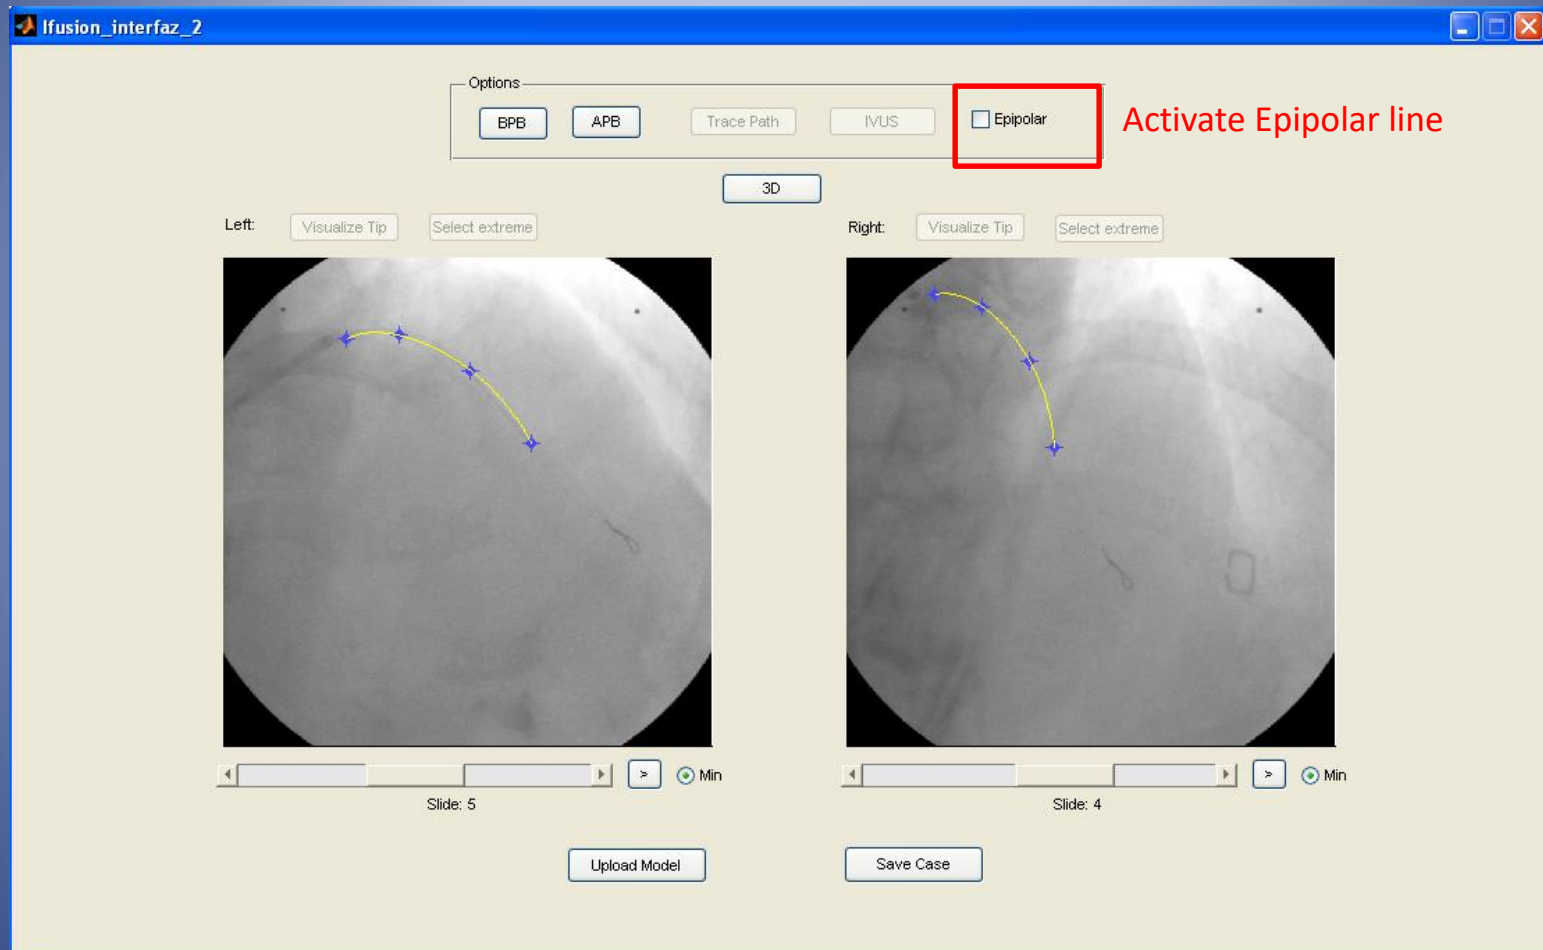 Ifusion_interfaz_2
Options
BPB APB Trace Path IVUS Epipolar
Activate Epipolar line
3D
Left: Visualize Tip Select extreme
Right: Visualize Tip Select extreme
> Min
> Min
Slide: 5
Slide: 4
Upload Model
Save Case